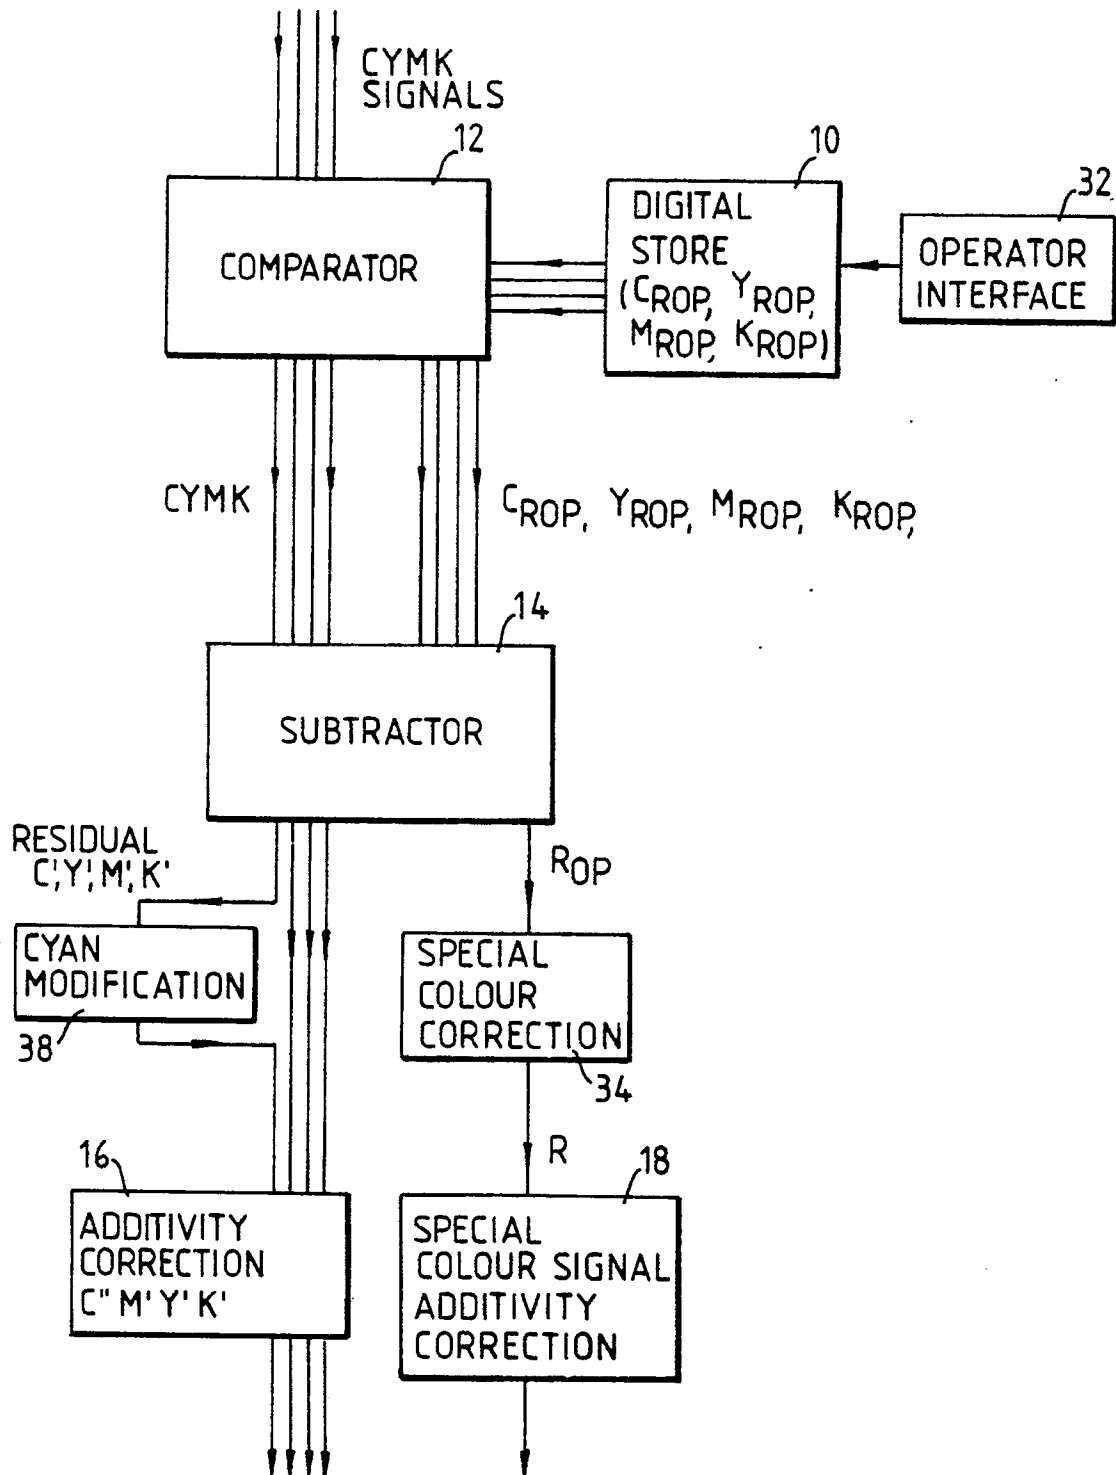 CYMK
SIGNALS
12
10
32
COMPARATOR
DIGITAL
STORE
(CROP, YROP,
MROP, KROP)
OPERATOR
INTERFACE
CYMK
CROP, YROP, MROP, KROP,
14
SUBTRACTOR
RESIDUAL
C',Y',M',K'
ROP
CYAN
MODIFICATION
38
SPECIAL
COLOUR
CORRECTION
34
R
16
18
ADDITIVITY
CORRECTION
C" M' Y' K'
SPECIAL
COLOUR SIGNAL
ADDITIVITY
CORRECTION